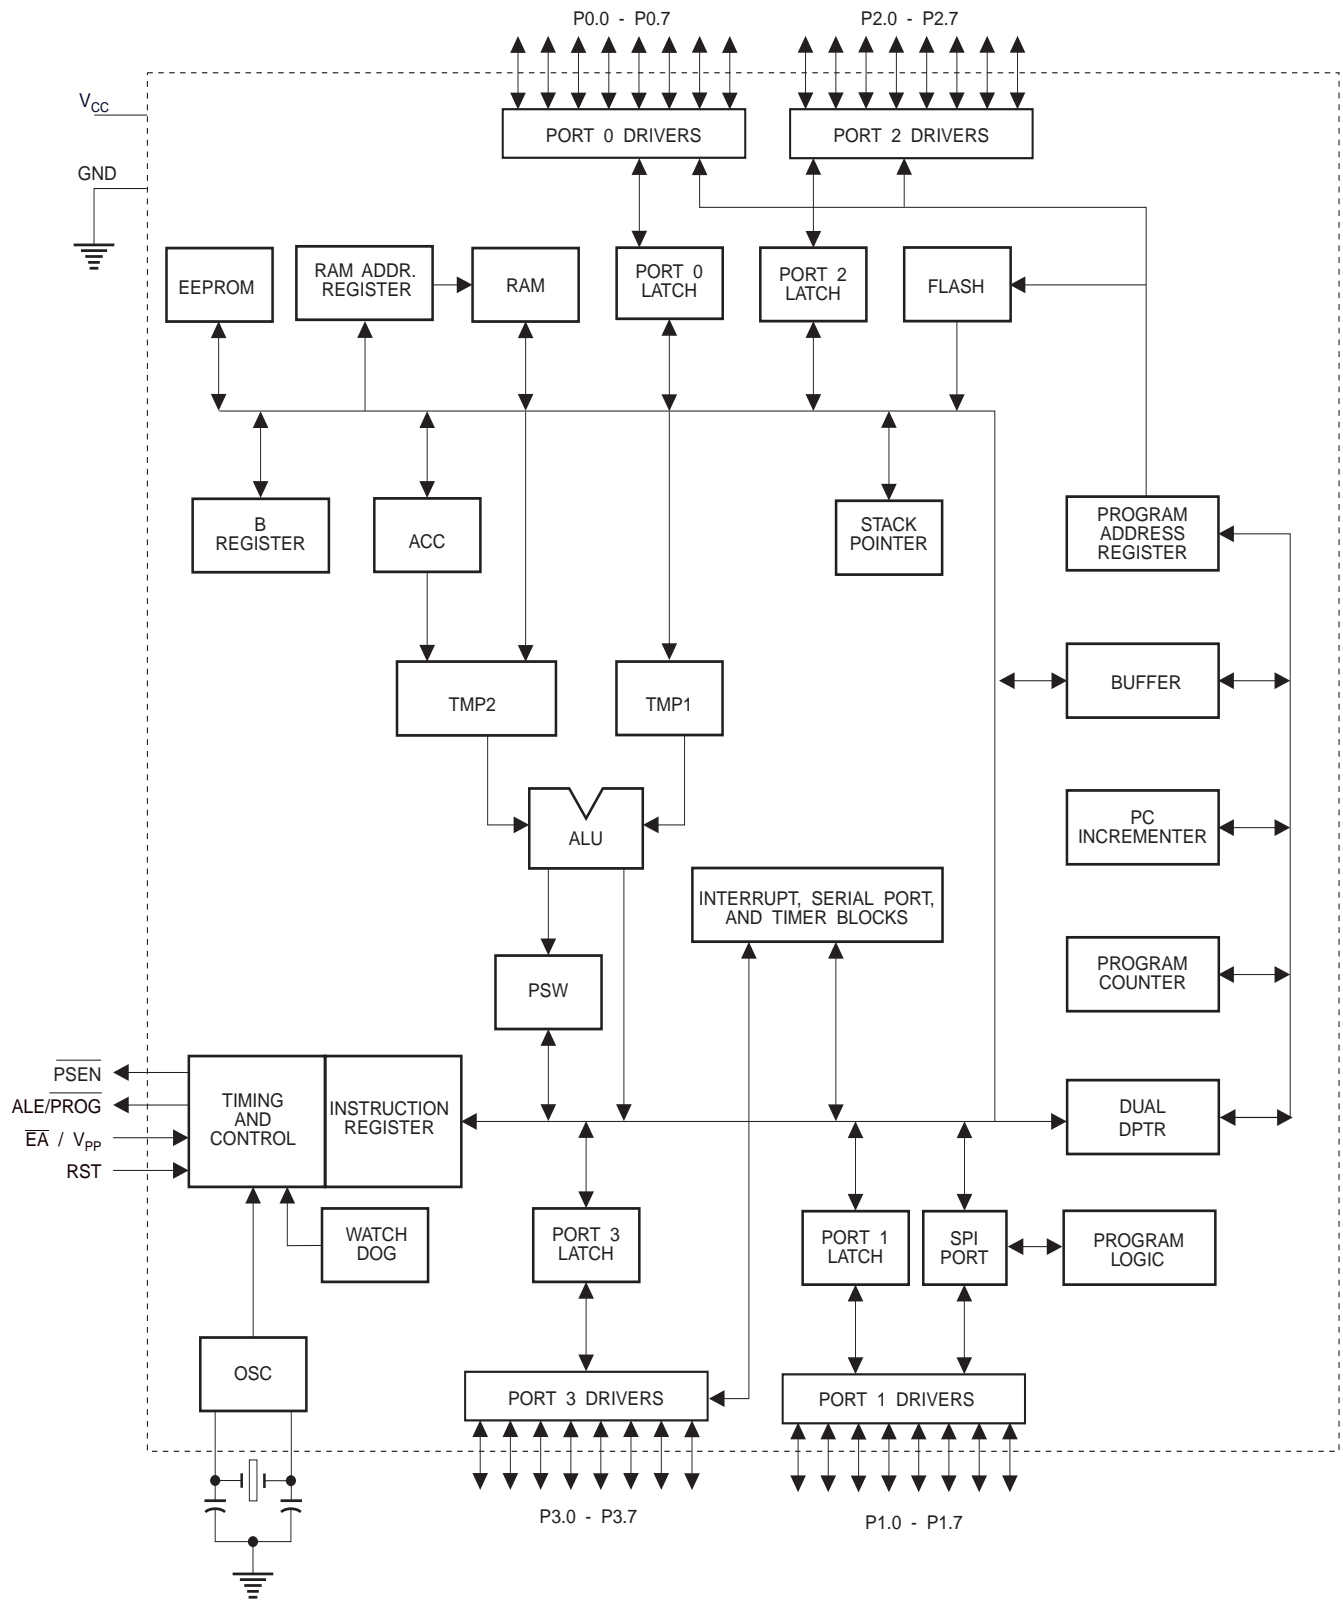 P0.0 - P0.7
P2.0 - P2.7
VCC
PORT 0 DRIVERS
PORT 2 DRIVERS
GND
EEPROM
RAM ADDR.
REGISTER
RAM
PORT 0
LATCH
PORT 2
LATCH
FLASH
B
REGISTER
ACC
STACK
POINTER
PROGRAM
ADDRESS
REGISTER
TMP2
TMP1
BUFFER
ALU
PC
INCREMENTER
INTERRUPT, SERIAL PORT,
AND TIMER BLOCKS
PSW
PROGRAM
COUNTER
PSEN
ALE/PROG
EA / VPP
RST
TIMING
AND
CONTROL
INSTRUCTION
REGISTER
DUAL
DPTR
WATCH
DOG
PORT 3
LATCH
PORT 1
LATCH
SPI
PORT
PROGRAM
LOGIC
OSC
PORT 3 DRIVERS
PORT 1 DRIVERS
P3.0 - P3.7
P1.0 - P1.7